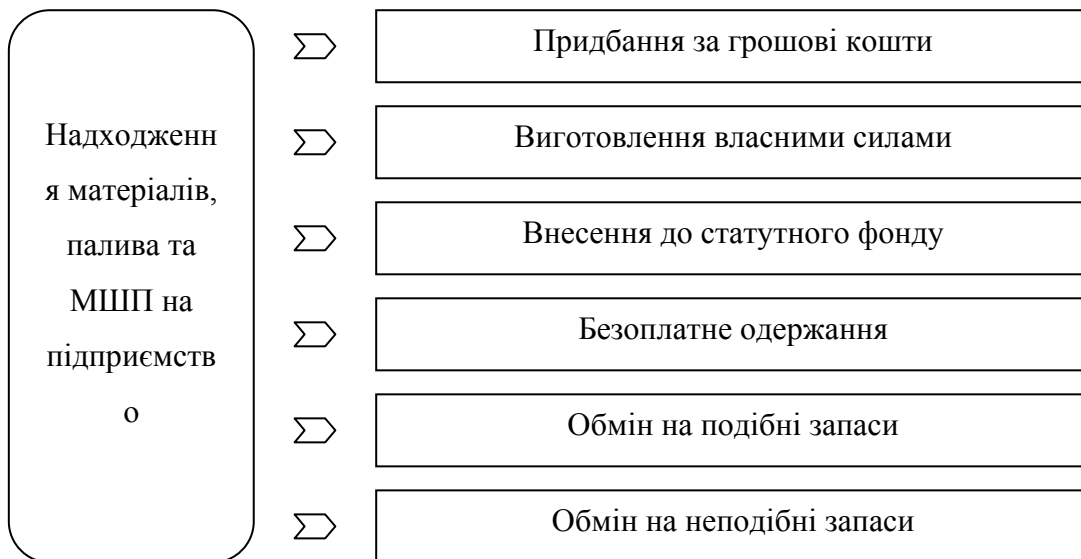 Надходженн
я матеріалів,
палива та
МШП на
підприємств
о
Придбання за грошові кошти
Виготовлення власними силами
Внесення до статутного фонду
Безоплатне одержання
Обмін на подібні запаси
Обмін на неподібні запаси